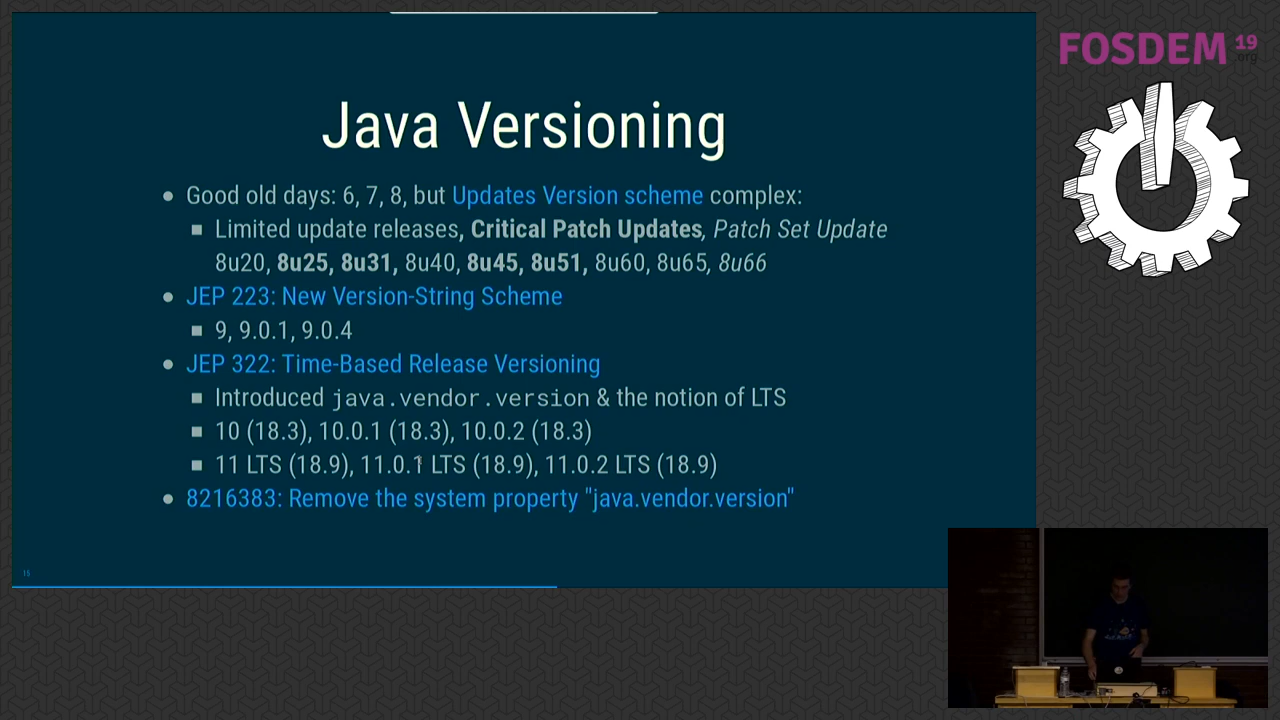 FOSDEM 19
.org
Java Versioning
• Good old days: 6, 7, 8, but Updates Version scheme complex:
▪ Limited update releases, Critical Patch Updates, Patch Set Update
8u20, 8u25, 8u31, 8u40, 8u45, 8u51, 8u60, 8u65, 8u66
• JEP 223: New Version-String Scheme
▪ 9, 9.0.1, 9.0.4
• JEP 322: Time-Based Release Versioning
▪ Introduced java.vendor.version & the notion of LTS
▪ 10 (18.3), 10.0.1 (18.3), 10.0.2 (18.3)
▪ 11 LTS (18.9), 11.0.1 LTS (18.9), 11.0.2 LTS (18.9)
• 8216383: Remove the system property "java.vendor.version"
15